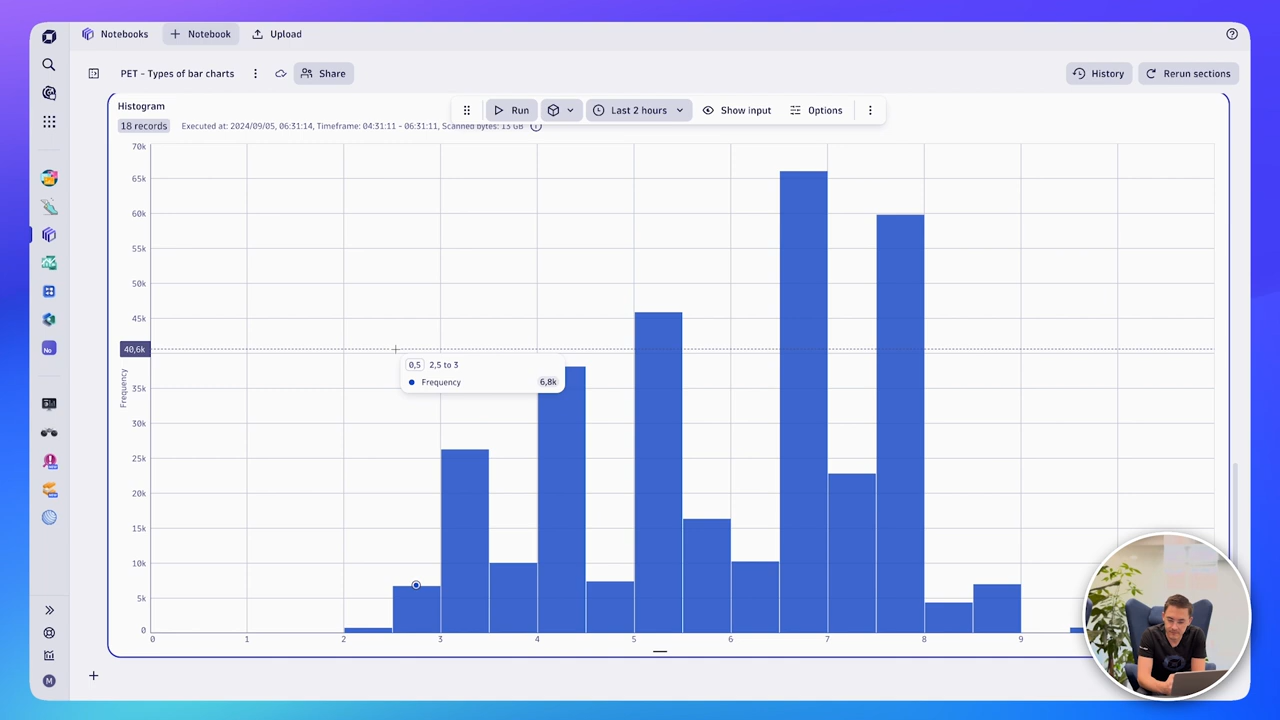 Notebooks
Notebook
Upload
PET - Types of bar charts
Share
History
Rerun sections
Histogram
Run
Last 2 hours
Show input
Options
18 records
Executed at: 2024/09/05, 06:31:14, Timeframe: 04:31:11 - 06:31:11, Scanned bytes: 13 GB
70k
65k
60k
55k
50k
45k
40,6k
35k
30k
25k
20k
15k
10k
5k
0
Frequency
0,5 2,5 to 3
Frequency 6,8k
0 1 2 3 4 5 6 7 8 9
No
M